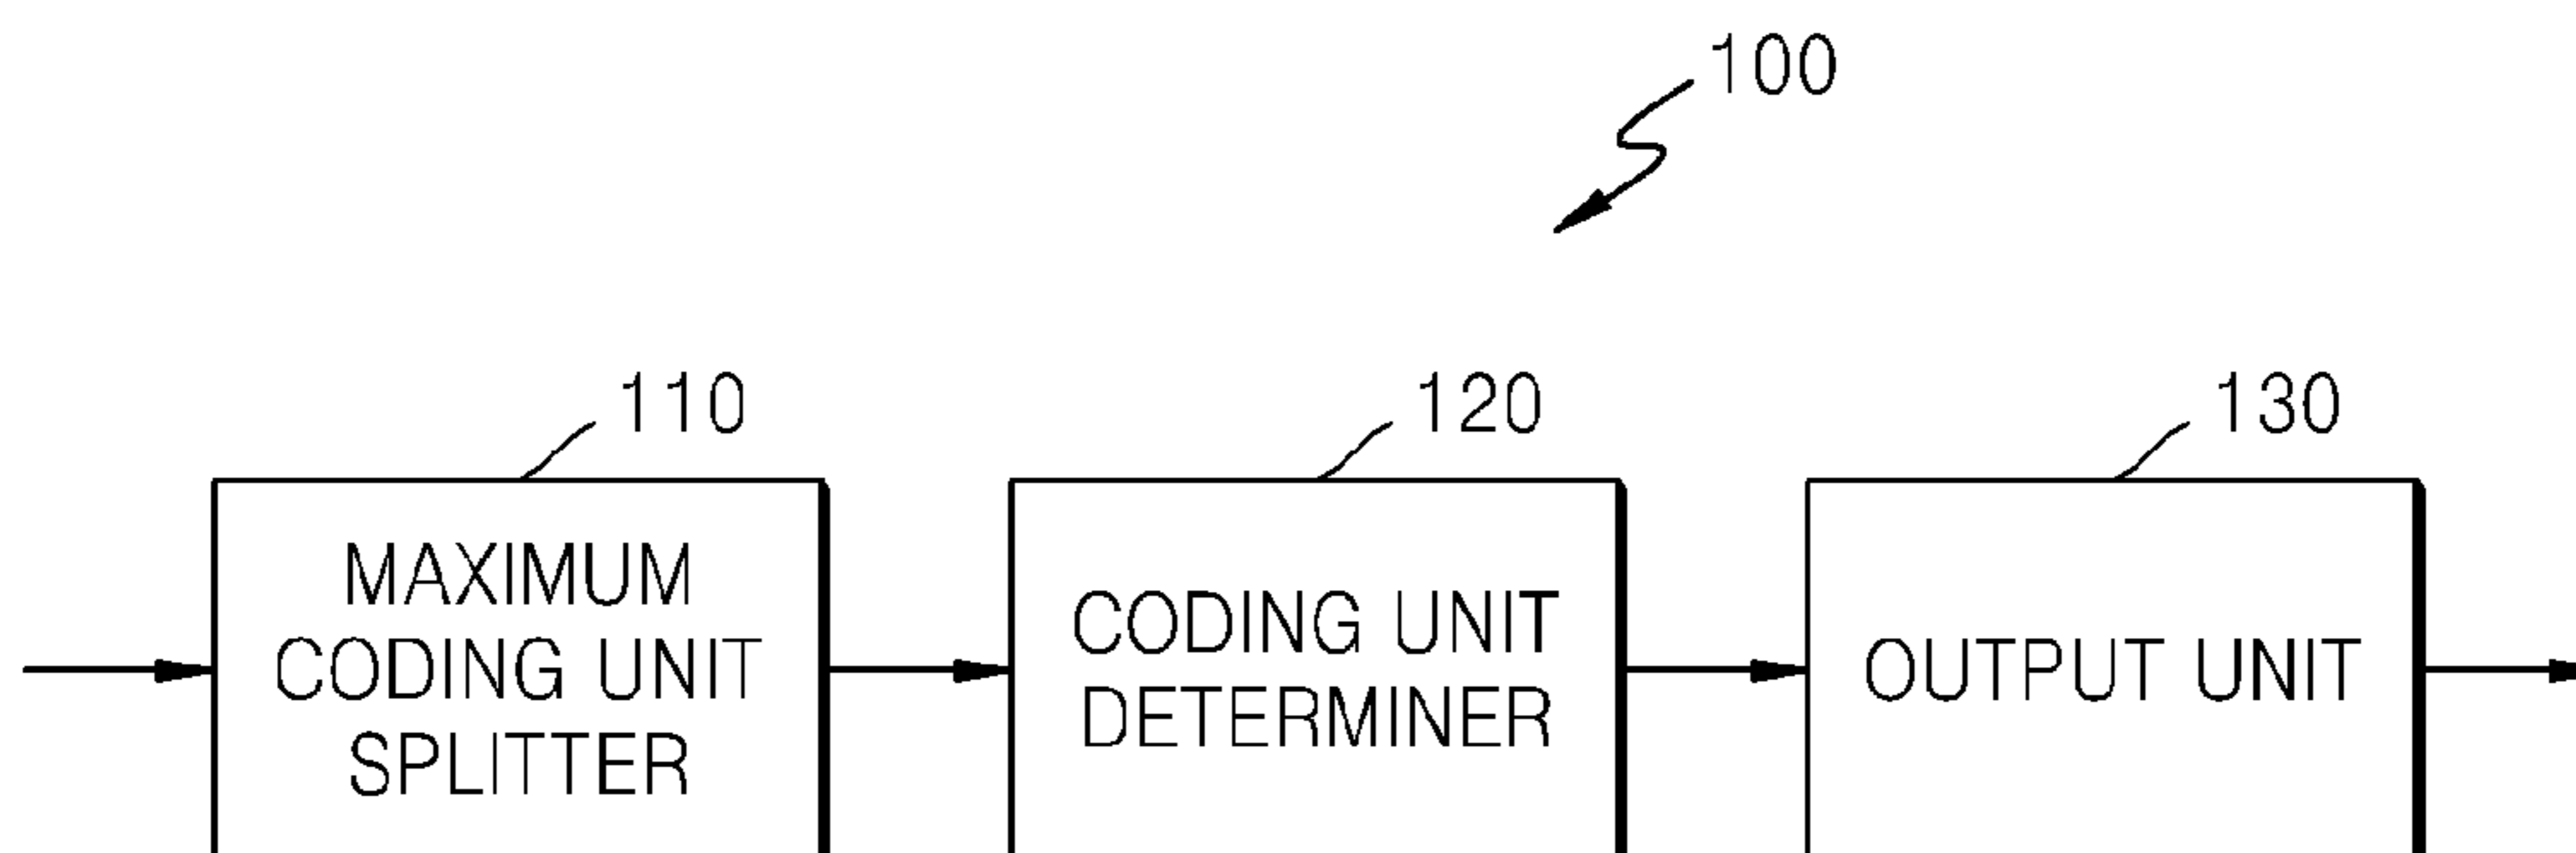 100
110
120
130
MAXIMUM
CODING UNIT
SPLITTER
CODING UNIT
DETERMINER
OUTPUT UNIT